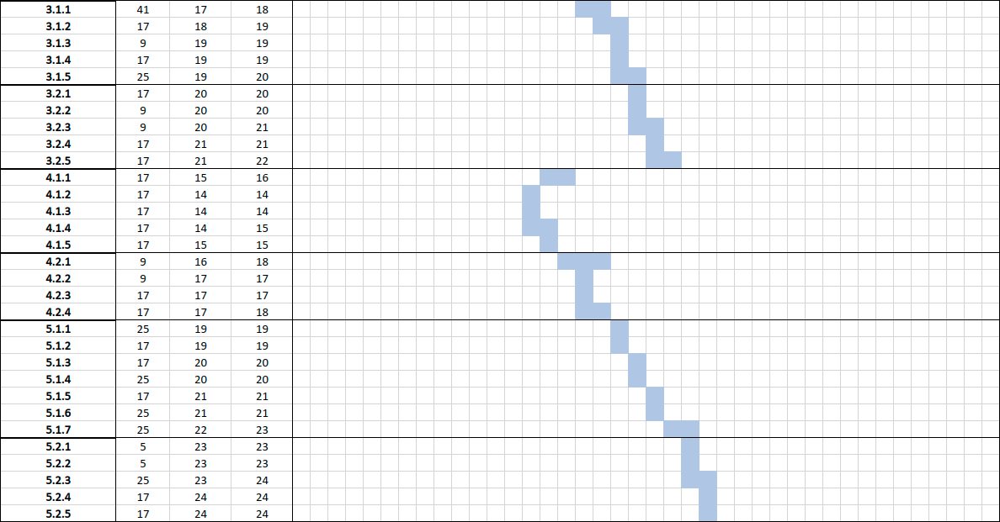 3.1.1 41 17 18
3.1.2 17 18 19
3.1.3 9 19 19
3.1.4 17 19 19
3.1.5 25 19 20
3.2.1 17 20 20
3.2.2 9 20 20
3.2.3 9 20 21
3.2.4 17 21 21
3.2.5 17 21 22
4.1.1 17 15 16
4.1.2 17 14 14
4.1.3 17 14 14
4.1.4 17 14 15
4.1.5 17 15 15
4.2.1 9 16 18
4.2.2 9 17 17
4.2.3 17 17 17
4.2.4 17 17 18
5.1.1 25 19 19
5.1.2 17 19 19
5.1.3 17 20 20
5.1.4 25 20 20
5.1.5 17 21 21
5.1.6 25 21 21
5.1.7 25 22 23
5.2.1 5 23 23
5.2.2 5 23 23
5.2.3 25 23 24
5.2.4 17 24 24
5.2.5 17 24 24